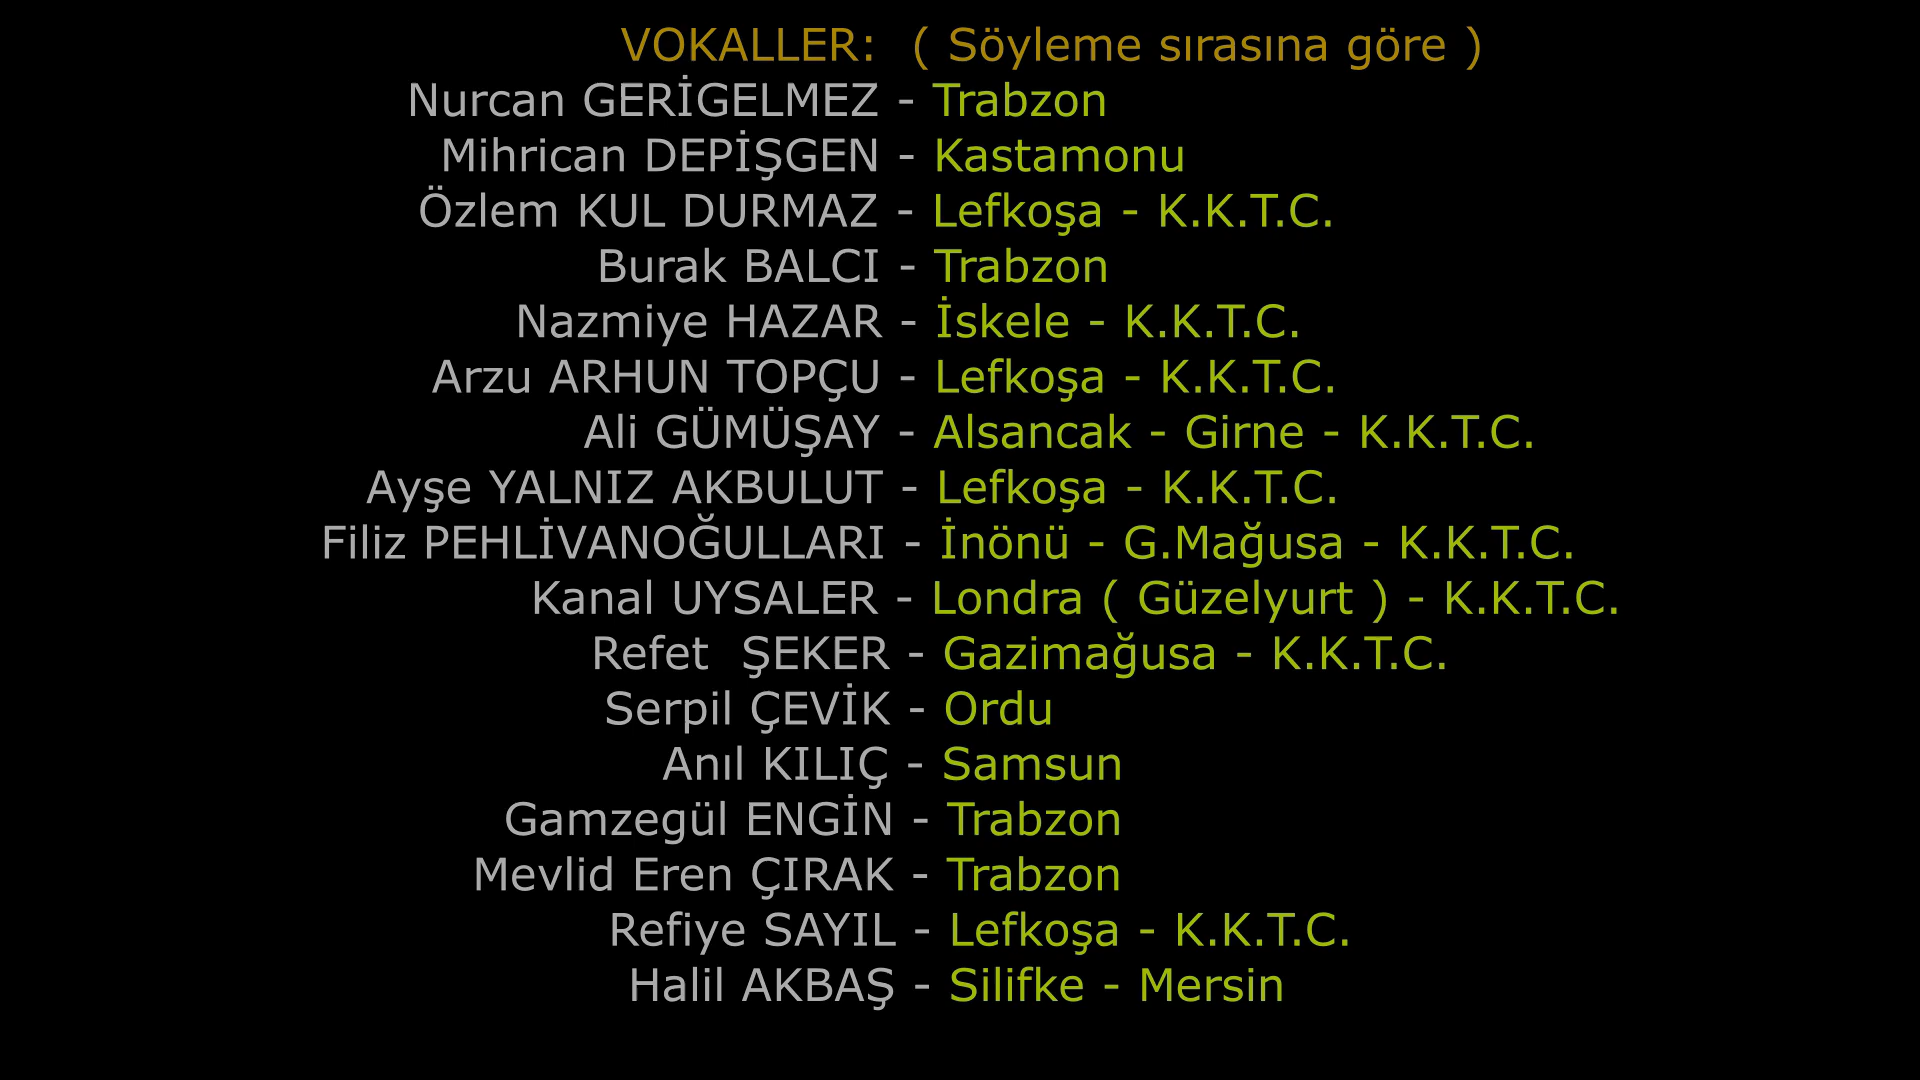 VOKALLER:  ( Söyleme sırasına göre )
Nurcan GERİGELMEZ - Trabzon
Mihrican DEPİŞGEN - Kastamonu
Özlem KUL DURMAZ - Lefkoşa - K.K.T.C.
Burak BALCI - Trabzon
Nazmiye HAZAR - İskele - K.K.T.C.
Arzu ARHUN TOPÇU - Lefkoşa - K.K.T.C.
Ali GÜMÜŞAY - Alsancak - Girne - K.K.T.C.
Ayşe YALNIZ AKBULUT - Lefkoşa - K.K.T.C.
Filiz PEHLİVANOĞULLARI - İnönü - G.Mağusa - K.K.T.C.
Kanal UYSALER - Londra ( Güzelyurt ) - K.K.T.C.
Refet  ŞEKER - Gazimağusa - K.K.T.C.
Serpil ÇEVİK - Ordu
Anıl KILIÇ - Samsun
Gamzegül ENGİN - Trabzon
Mevlid Eren ÇIRAK - Trabzon
Refiye SAYIL - Lefkoşa - K.K.T.C.
Halil AKBAŞ - Silifke - Mersin